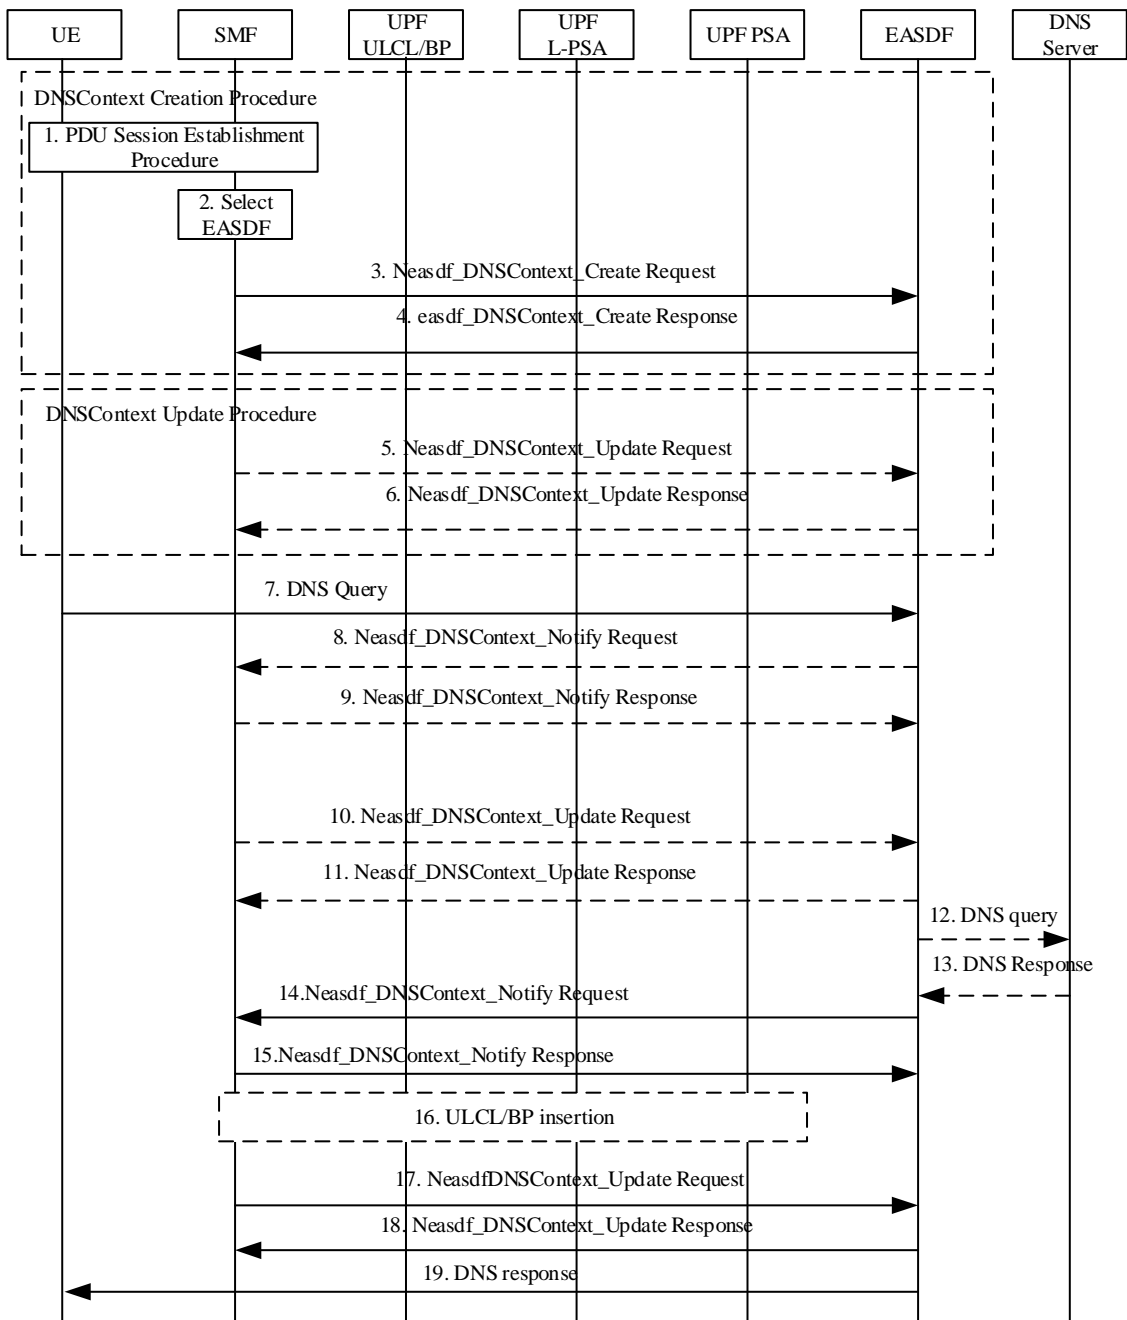 UE
SMF
UPF
ULCL/BP
UPF
L-PSA
UPF PSA
EASDF
DNS
Server
DNSContext Creation Procedure
1. PDU Session Establishment
Procedure
2. Select
EASDF
3. Neasdf_DNSContext_Create Request
4. easdf_DNSContext_Create Response
DNSContext Update Procedure
5. Neasdf_DNSContext_Update Request
6. Neasdf_DNSContext_Update Response
7. DNS Query
8. Neasdf_DNSContext_Notify Request
9. Neasdf_DNSContext_Notify Response
10. Neasdf_DNSContext_Update Request
11. Neasdf_DNSContext_Update Response
12. DNS query
13. DNS Response
14.Neasdf_DNSContext_Notify Request
15.Neasdf_DNSContext_Notify Response
16. ULCL/BP insertion
17. NeasdfDNSContext_Update Request
18. Neasdf_DNSContext_Update Response
19. DNS response